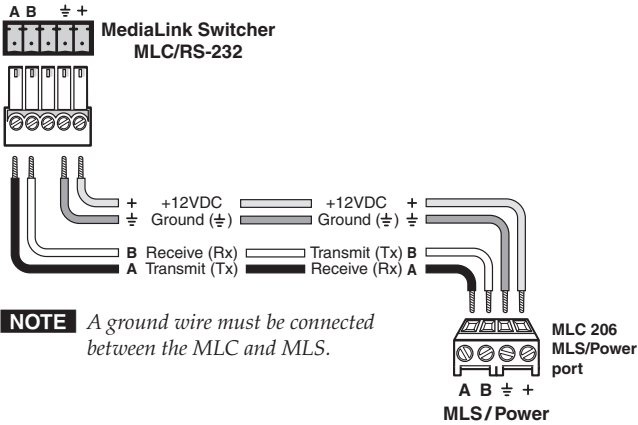 A B ⏚ +
MediaLink Switcher
MLC/RS-232
+ +12VDC +12VDC +
⏚ Ground (⏚) Ground (⏚) ⏚
B Receive (Rx) Transmit (Tx) B
A Transmit (Tx) Receive (Rx) A
NOTE A ground wire must be connected
between the MLC and MLS.
MLC 206
MLS/Power
port
A B ⏚ +
MLS/Power